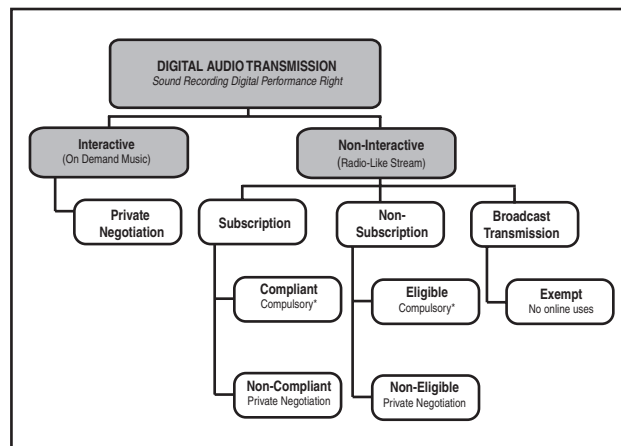 DIGITAL AUDIO TRANSMISSION
Sound Recording Digital Performance Right
Interactive
(On Demand Music)
Non-Interactive
(Radio-Like Stream)
Private
Negotiation
Subscription
Non-
Subscription
Broadcast
Transmission
Compliant
Compulsory*
Eligible
Compulsory*
Exempt
No online uses
Non-Compliant
Private Negotiation
Non-Eligible
Private Negotiation